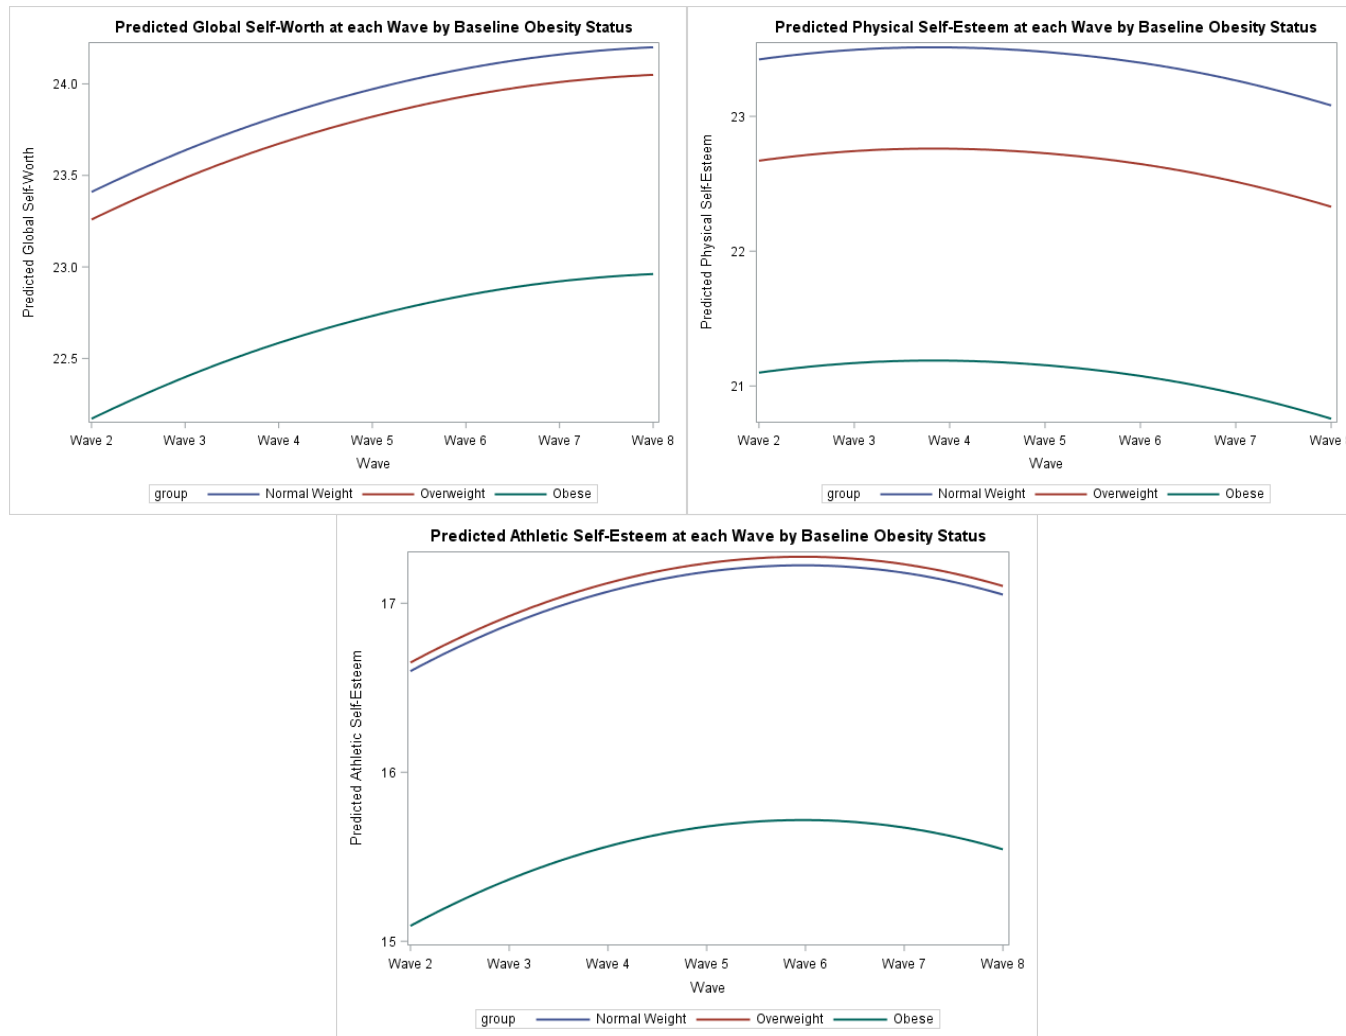 Predicted Global Self-Worth at each Wave by Baseline Obesity Status
Predicted Global Self-Worth
24.0
23.5
23.0
22.5
Wave 2 Wave 3 Wave 4 Wave 5 Wave 6 Wave 7 Wave 8
Wave
group Normal Weight Overweight Obese
Predicted Physical Self-Esteem at each Wave by Baseline Obesity Status
Predicted Physical Self-Esteem
23
22
21
Wave 2 Wave 3 Wave 4 Wave 5 Wave 6 Wave 7 Wave
Wave
group Normal Weight Overweight Obese
Predicted Athletic Self-Esteem at each Wave by Baseline Obesity Status
Predicted Athletic Self-Esteem
17
16
15
Wave 2 Wave 3 Wave 4 Wave 5 Wave 6 Wave 7 Wave 8
Wave
group Normal Weight Overweight Obese